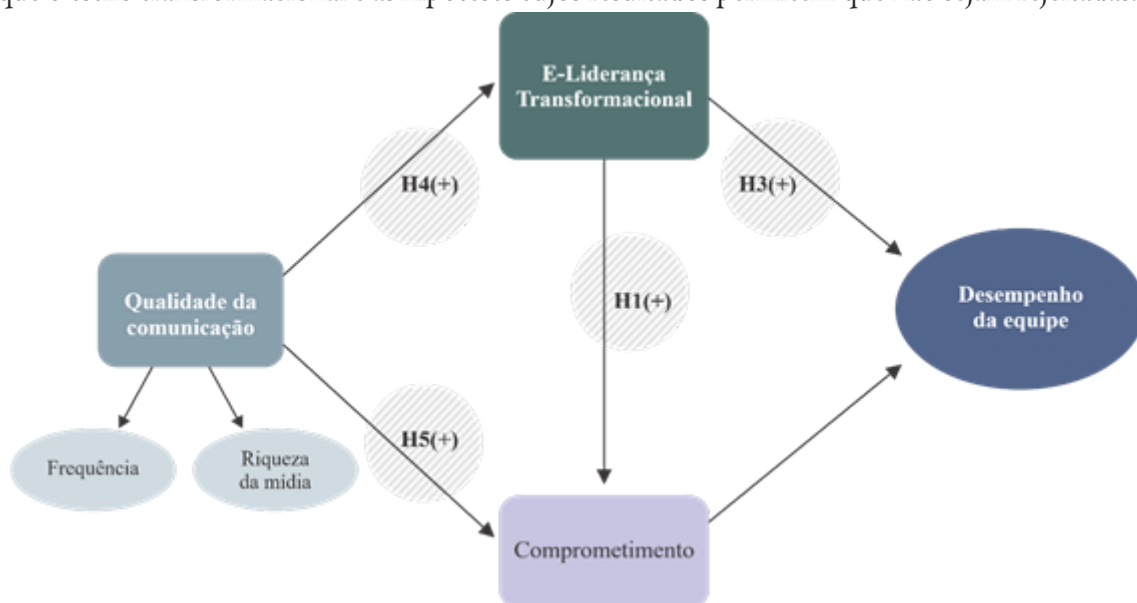 E-Liderança
Transformacional
H4(+)
H3(+)
H1(+)
Qualidade da
comunicação
Desempenho
da equipe
H5(+)
Frequência
Riqueza
da mídia
Comprometimento